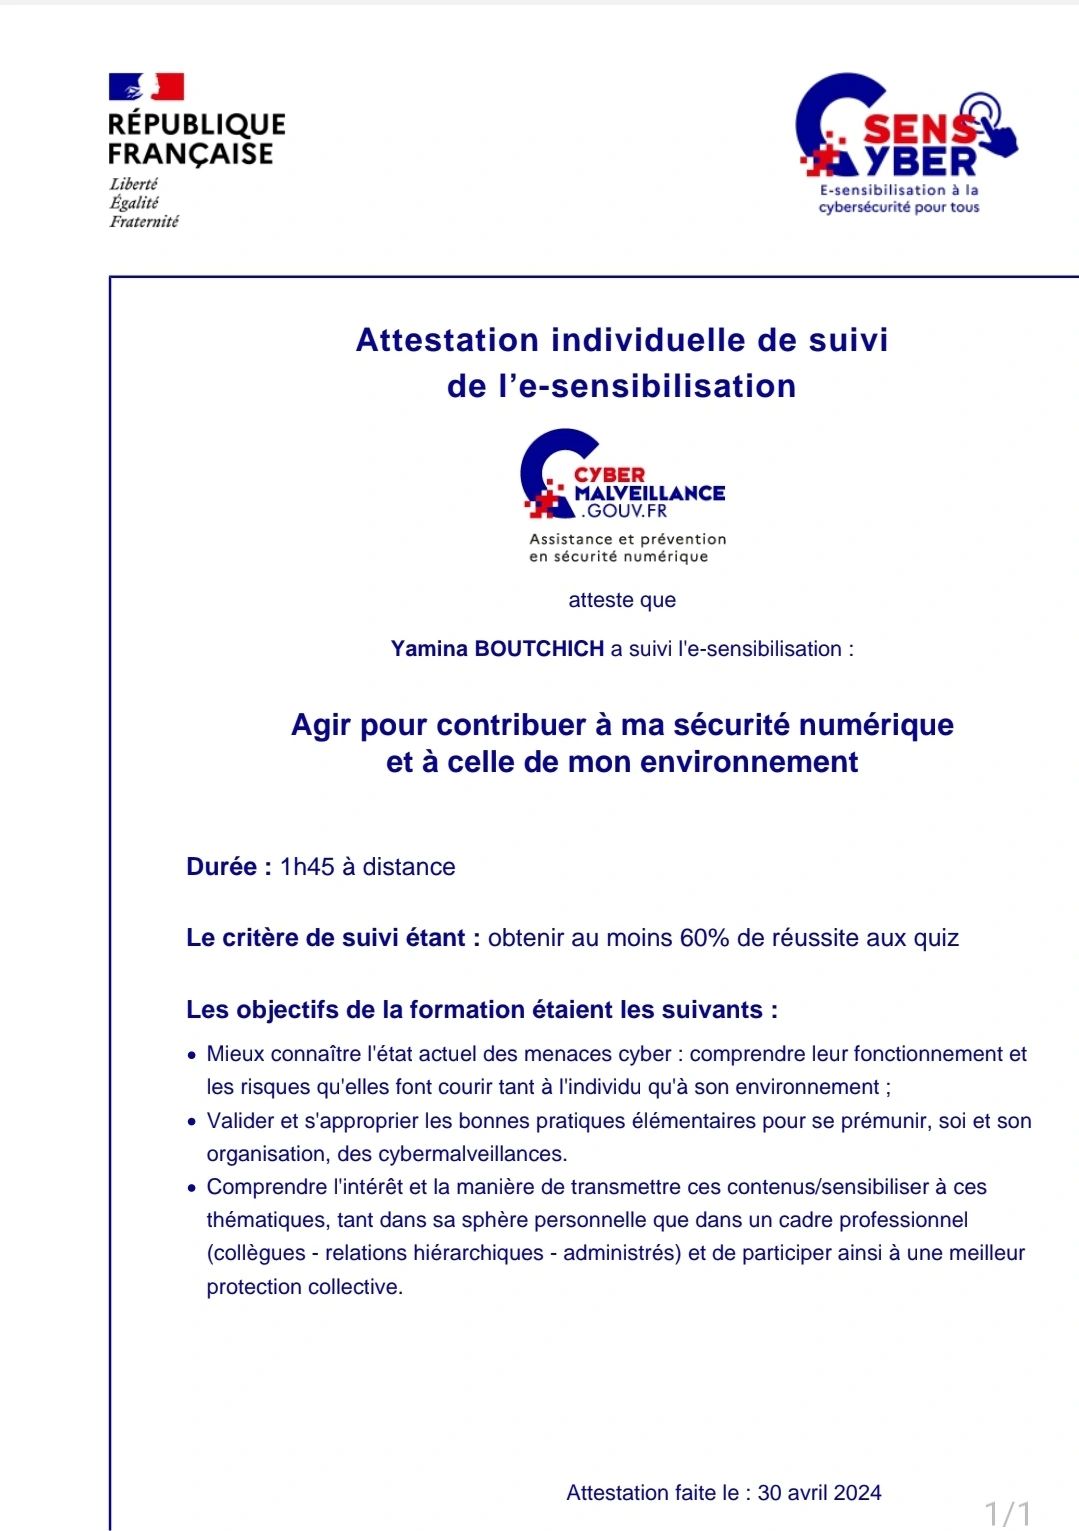 RÉPUBLIQUE
FRANÇAISE
Liberté
Égalité
Fraternité
SENS
CYBER
E-sensibilisation à la
cybersécurité pour tous
Attestation individuelle de suivi
de l’e-sensibilisation
CYBER
MALVEILLANCE
.GOUV.FR
Assistance et prévention
en sécurité numérique
atteste que
Yamina BOUTCHICH a suivi l'e-sensibilisation :
Agir pour contribuer à ma sécurité numérique
et à celle de mon environnement
Durée : 1h45 à distance
Le critère de suivi étant : obtenir au moins 60% de réussite aux quiz
Les objectifs de la formation étaient les suivants :
• Mieux connaître l'état actuel des menaces cyber : comprendre leur fonctionnement et
les risques qu'elles font courir tant à l'individu qu'à son environnement ;
• Valider et s'approprier les bonnes pratiques élémentaires pour se prémunir, soi et son
organisation, des cybermalveillances.
• Comprendre l'intérêt et la manière de transmettre ces contenus/sensibiliser à ces
thématiques, tant dans sa sphère personnelle que dans un cadre professionnel
(collègues - relations hiérarchiques - administrés) et de participer ainsi à une meilleur
protection collective.
Attestation faite le : 30 avril 2024
1/1